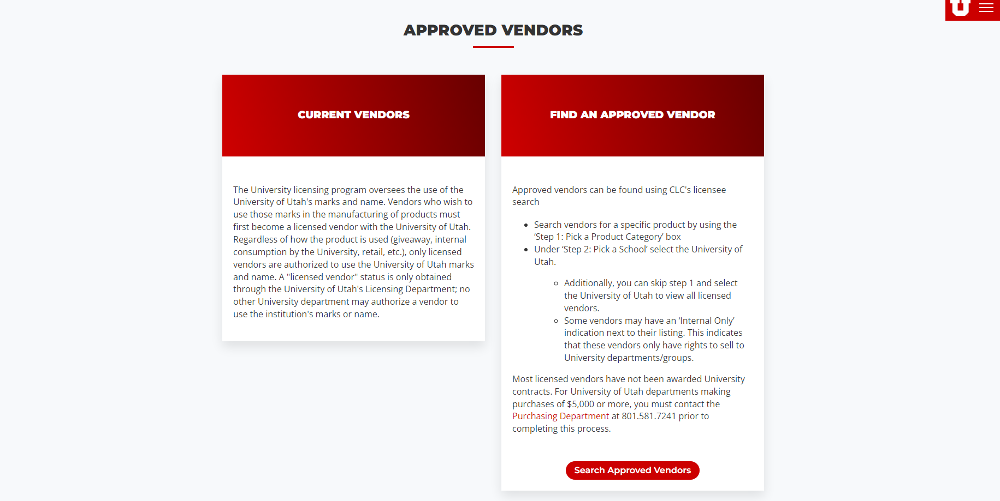 U
APPROVED VENDORS
CURRENT VENDORS
The University licensing program oversees the use of the
University of Utah's marks and name. Vendors who wish to
use those marks in the manufacturing of products must
first become a licensed vendor with the University of Utah.
Regardless of how the product is used (giveaway, internal
consumption by the University, retail, etc.), only licensed
vendors are authorized to use the University of Utah marks
and name. A "licensed vendor" status is only obtained
through the University of Utah's Licensing Department; no
other University department may authorize a vendor to
use the institution's marks or name.
FIND AN APPROVED VENDOR
Approved vendors can be found using CLC's licensee
search
Search vendors for a specific product by using the
‘Step 1: Pick a Product Category’ box
Under ‘Step 2: Pick a School’ select the University of
Utah.
Additionally, you can skip step 1 and select
the University of Utah to view all licensed
vendors.
Some vendors may have an ‘Internal Only’
indication next to their listing. This indicates
that these vendors only have rights to sell to
University departments/groups.
Most licensed vendors have not been awarded University
contracts. For University of Utah departments making
purchases of $5,000 or more, you must contact the
Purchasing Department at 801.581.7241 prior to
completing this process.
Search Approved Vendors